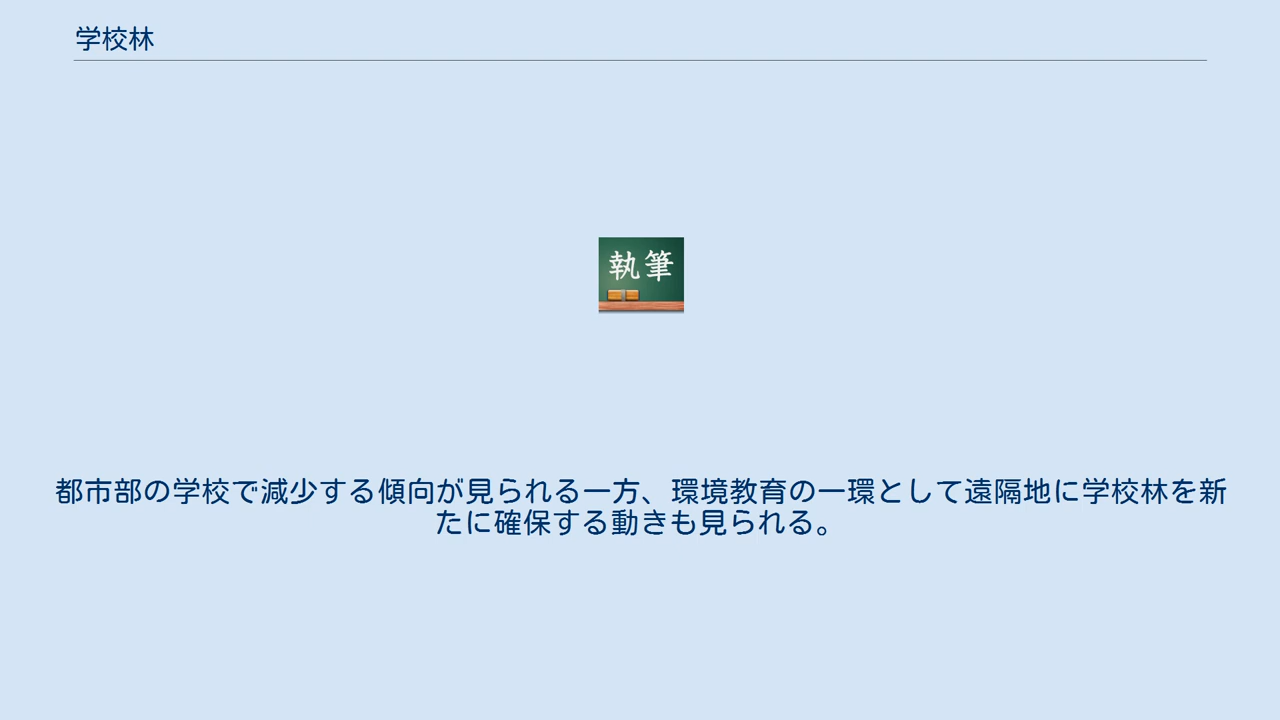 学校林
執筆
都市部の学校で減少する傾向が見られる一方、環境教育の一環として遠隔地に学校林を新
たに確保する動きも見られる。